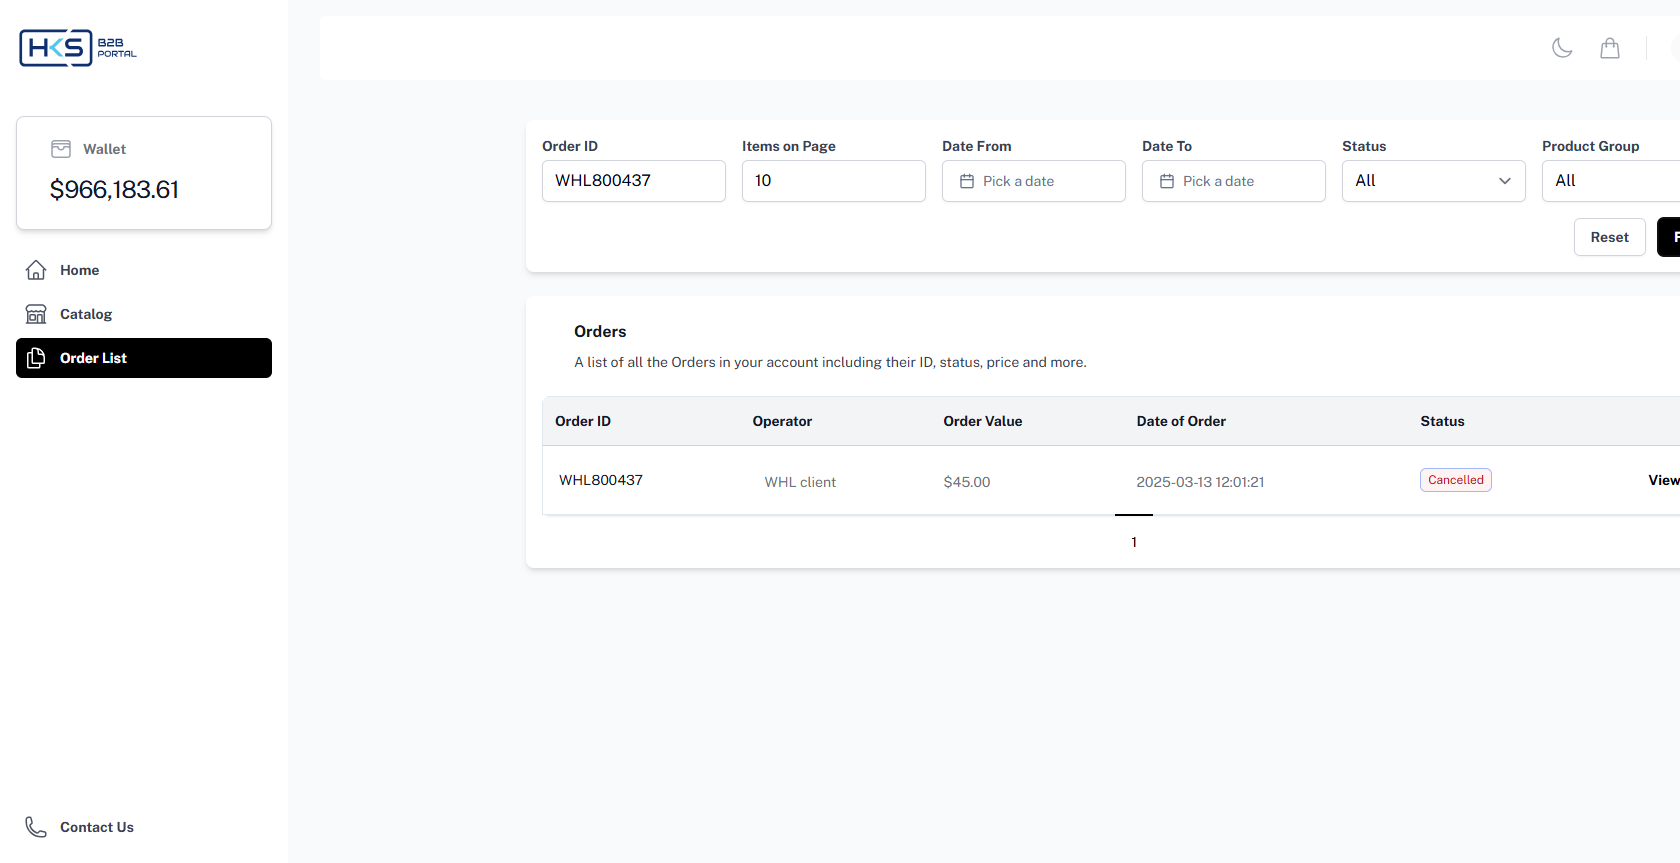 HKS B2B PORTAL
Wallet
$966,183.61
Home
Catalog
Order List
Contact Us
Order ID Items on Page Date From Date To Status Product Group
WHL800437 10 Pick a date Pick a date All All
Reset
Orders
A list of all the Orders in your account including their ID, status, price and more.
Order ID Operator Order Value Date of Order Status
WHL800437 WHL client $45.00 2025-03-13 12:01:21 Cancelled View
1